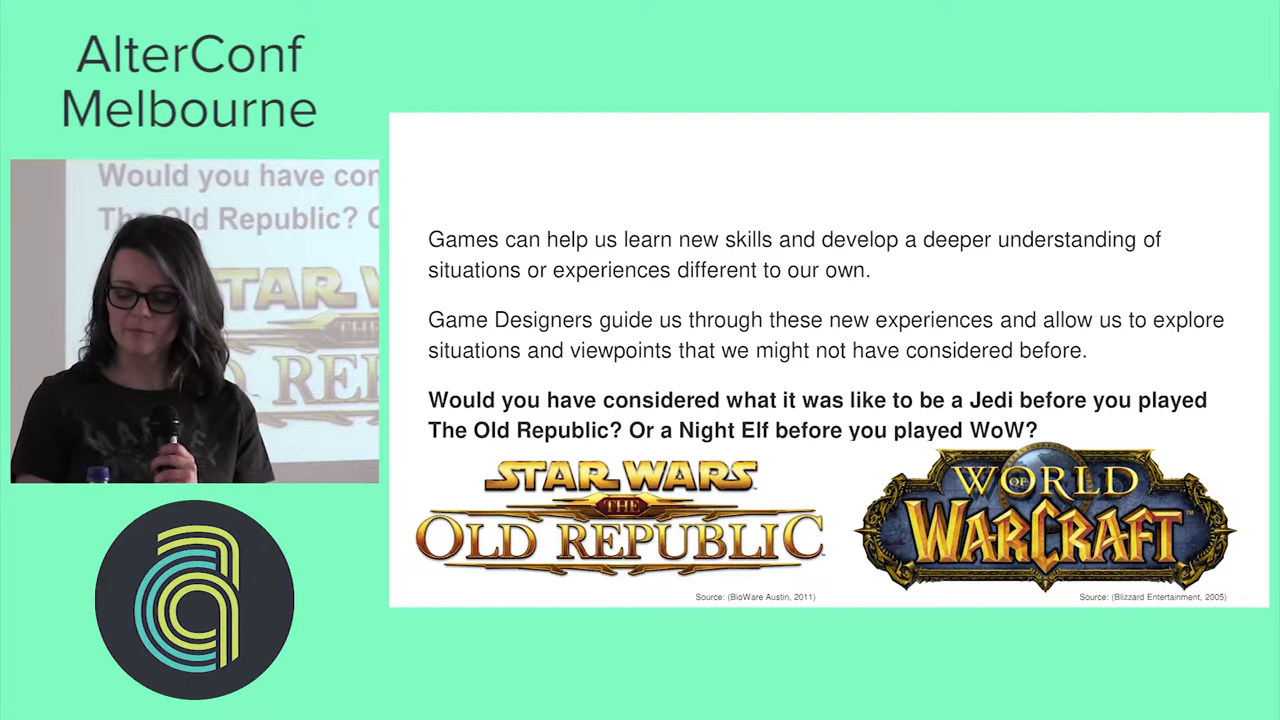 AlterConf
Melbourne
Would you have con
The Old Republic?
STAR W
THE
REP
Games can help us learn new skills and develop a deeper understanding of
situations or experiences different to our own.
Game Designers guide us through these new experiences and allow us to explore
situations and viewpoints that we might not have considered before.
Would you have considered what it was like to be a Jedi before you played
The Old Republic? Or a Night Elf before you played WoW?
STAR WARS
THE
OLD REPUBLIC
Source: (BioWare Austin, 2011)
WORLD
OF
WARCRAFT
Source: (Blizzard Entertainment, 2005)